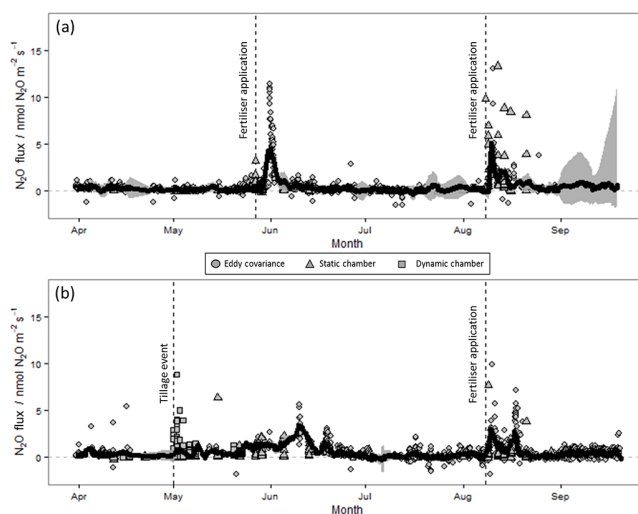 (a)
N₂O flux / nmol N₂O m⁻² s⁻¹
15
10
5
0
Fertiliser application
Fertiliser application
Apr May Jun Jul Aug Sep
Month
Eddy covariance Static chamber Dynamic chamber
(b)
N₂O flux / nmol N₂O m⁻² s⁻¹
15
10
5
0
Tillage event
Fertiliser application
Apr May Jun Jul Aug Sep
Month